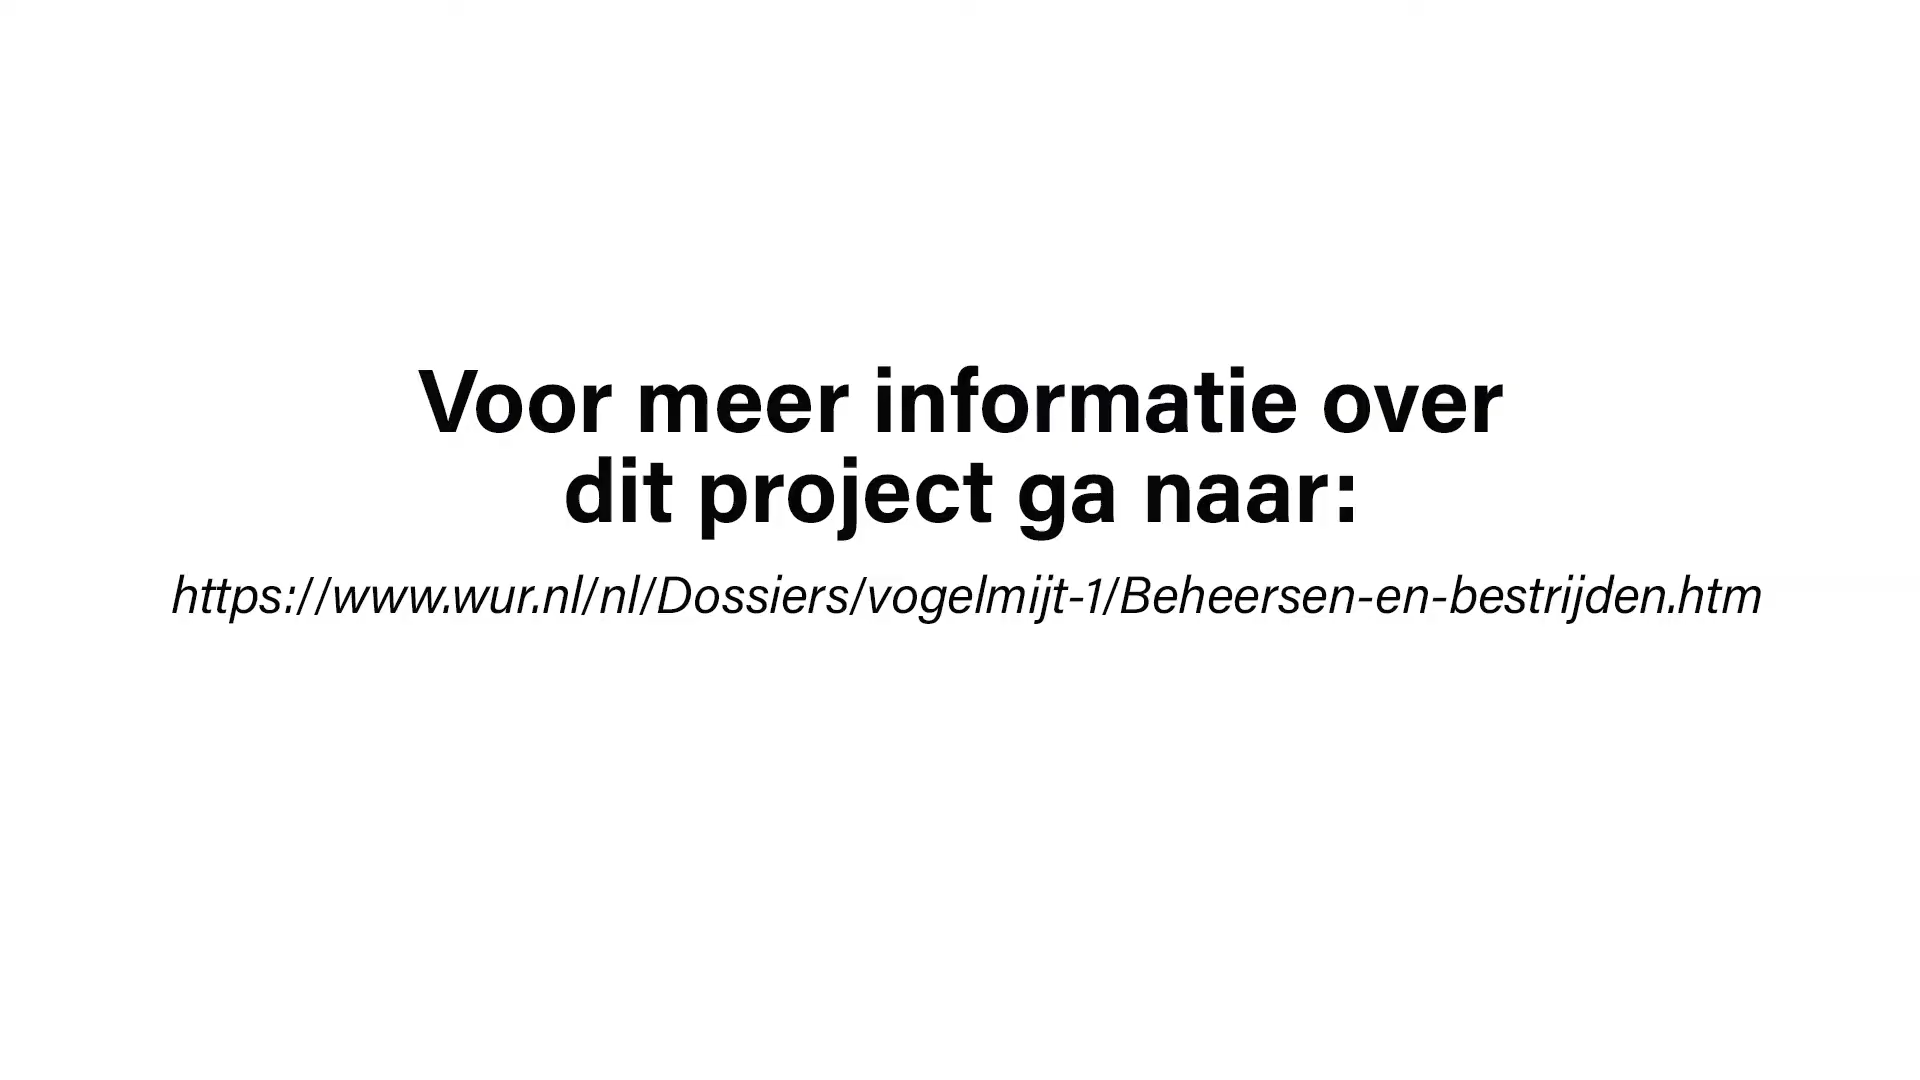 Voor meer informatie over
dit project ga naar:
https://www.wur.nl/nl/Dossiers/vogelmijt-1/Beheersen-en-bestrijden.htm